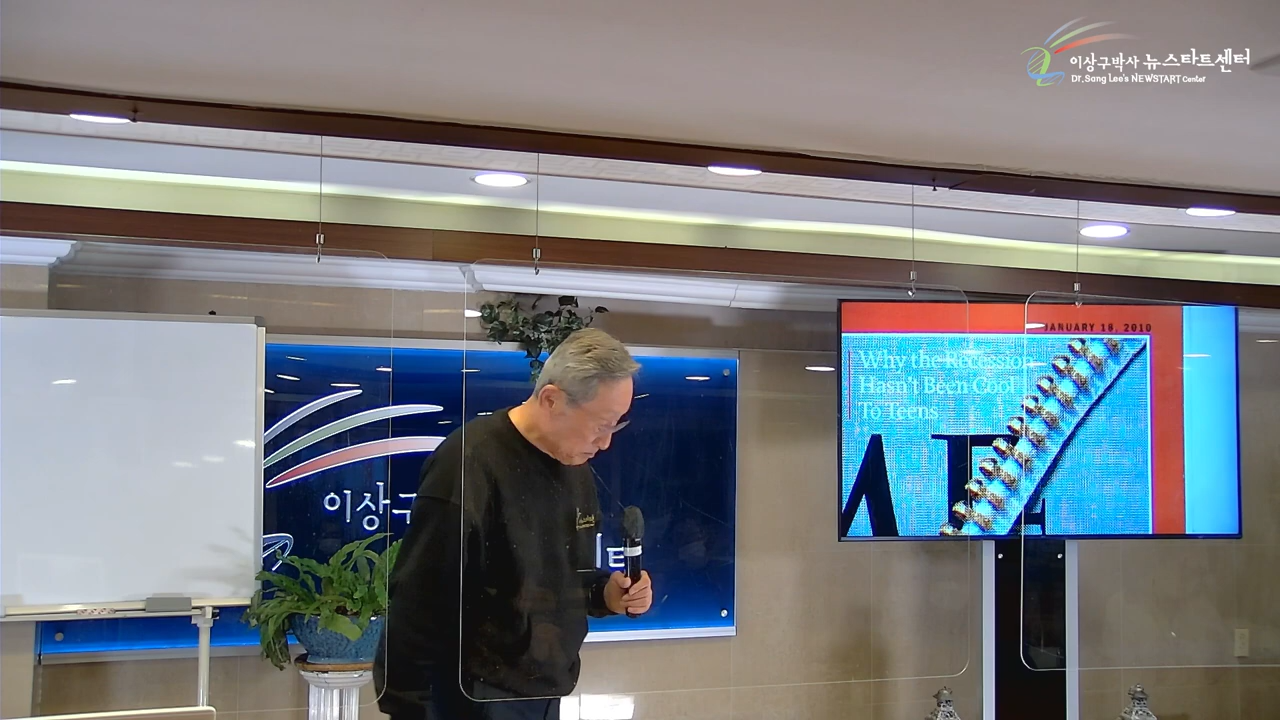 이상구박사 뉴스타트센터
Dr. Sang Lee's NEWSTART Center
JANUARY 18, 2010
Why the Recession
Hasn't Been Cool
To Teens
이상구